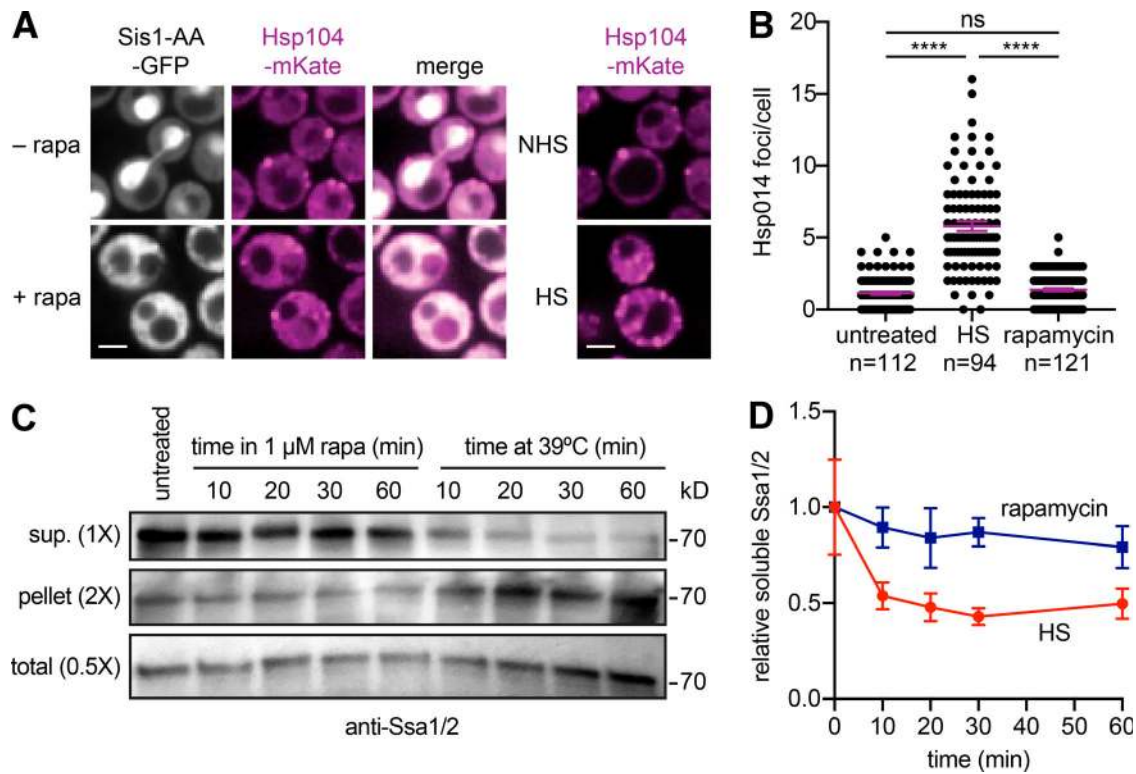 A
Sis1-AA
-GFP
Hsp104
-mKate
merge
Hsp104
-mKate
– rapa
NHS
+ rapa
HS
B
ns
**** ****
Hsp014 foci/cell
20
15
10
5
0
untreated HS rapamycin
n=112 n=94 n=121
C
untreated
time in 1 µM rapa (min) time at 39ºC (min)
10 20 30 60 10 20 30 60 kD
sup. (1X) -70
pellet (2X) -70
total (0.5X) -70
anti-Ssa1/2
D
relative soluble Ssa1/2
1.5
1.0
0.5
0.0
rapamycin
HS
0 10 20 30 40 50 60
time (min)